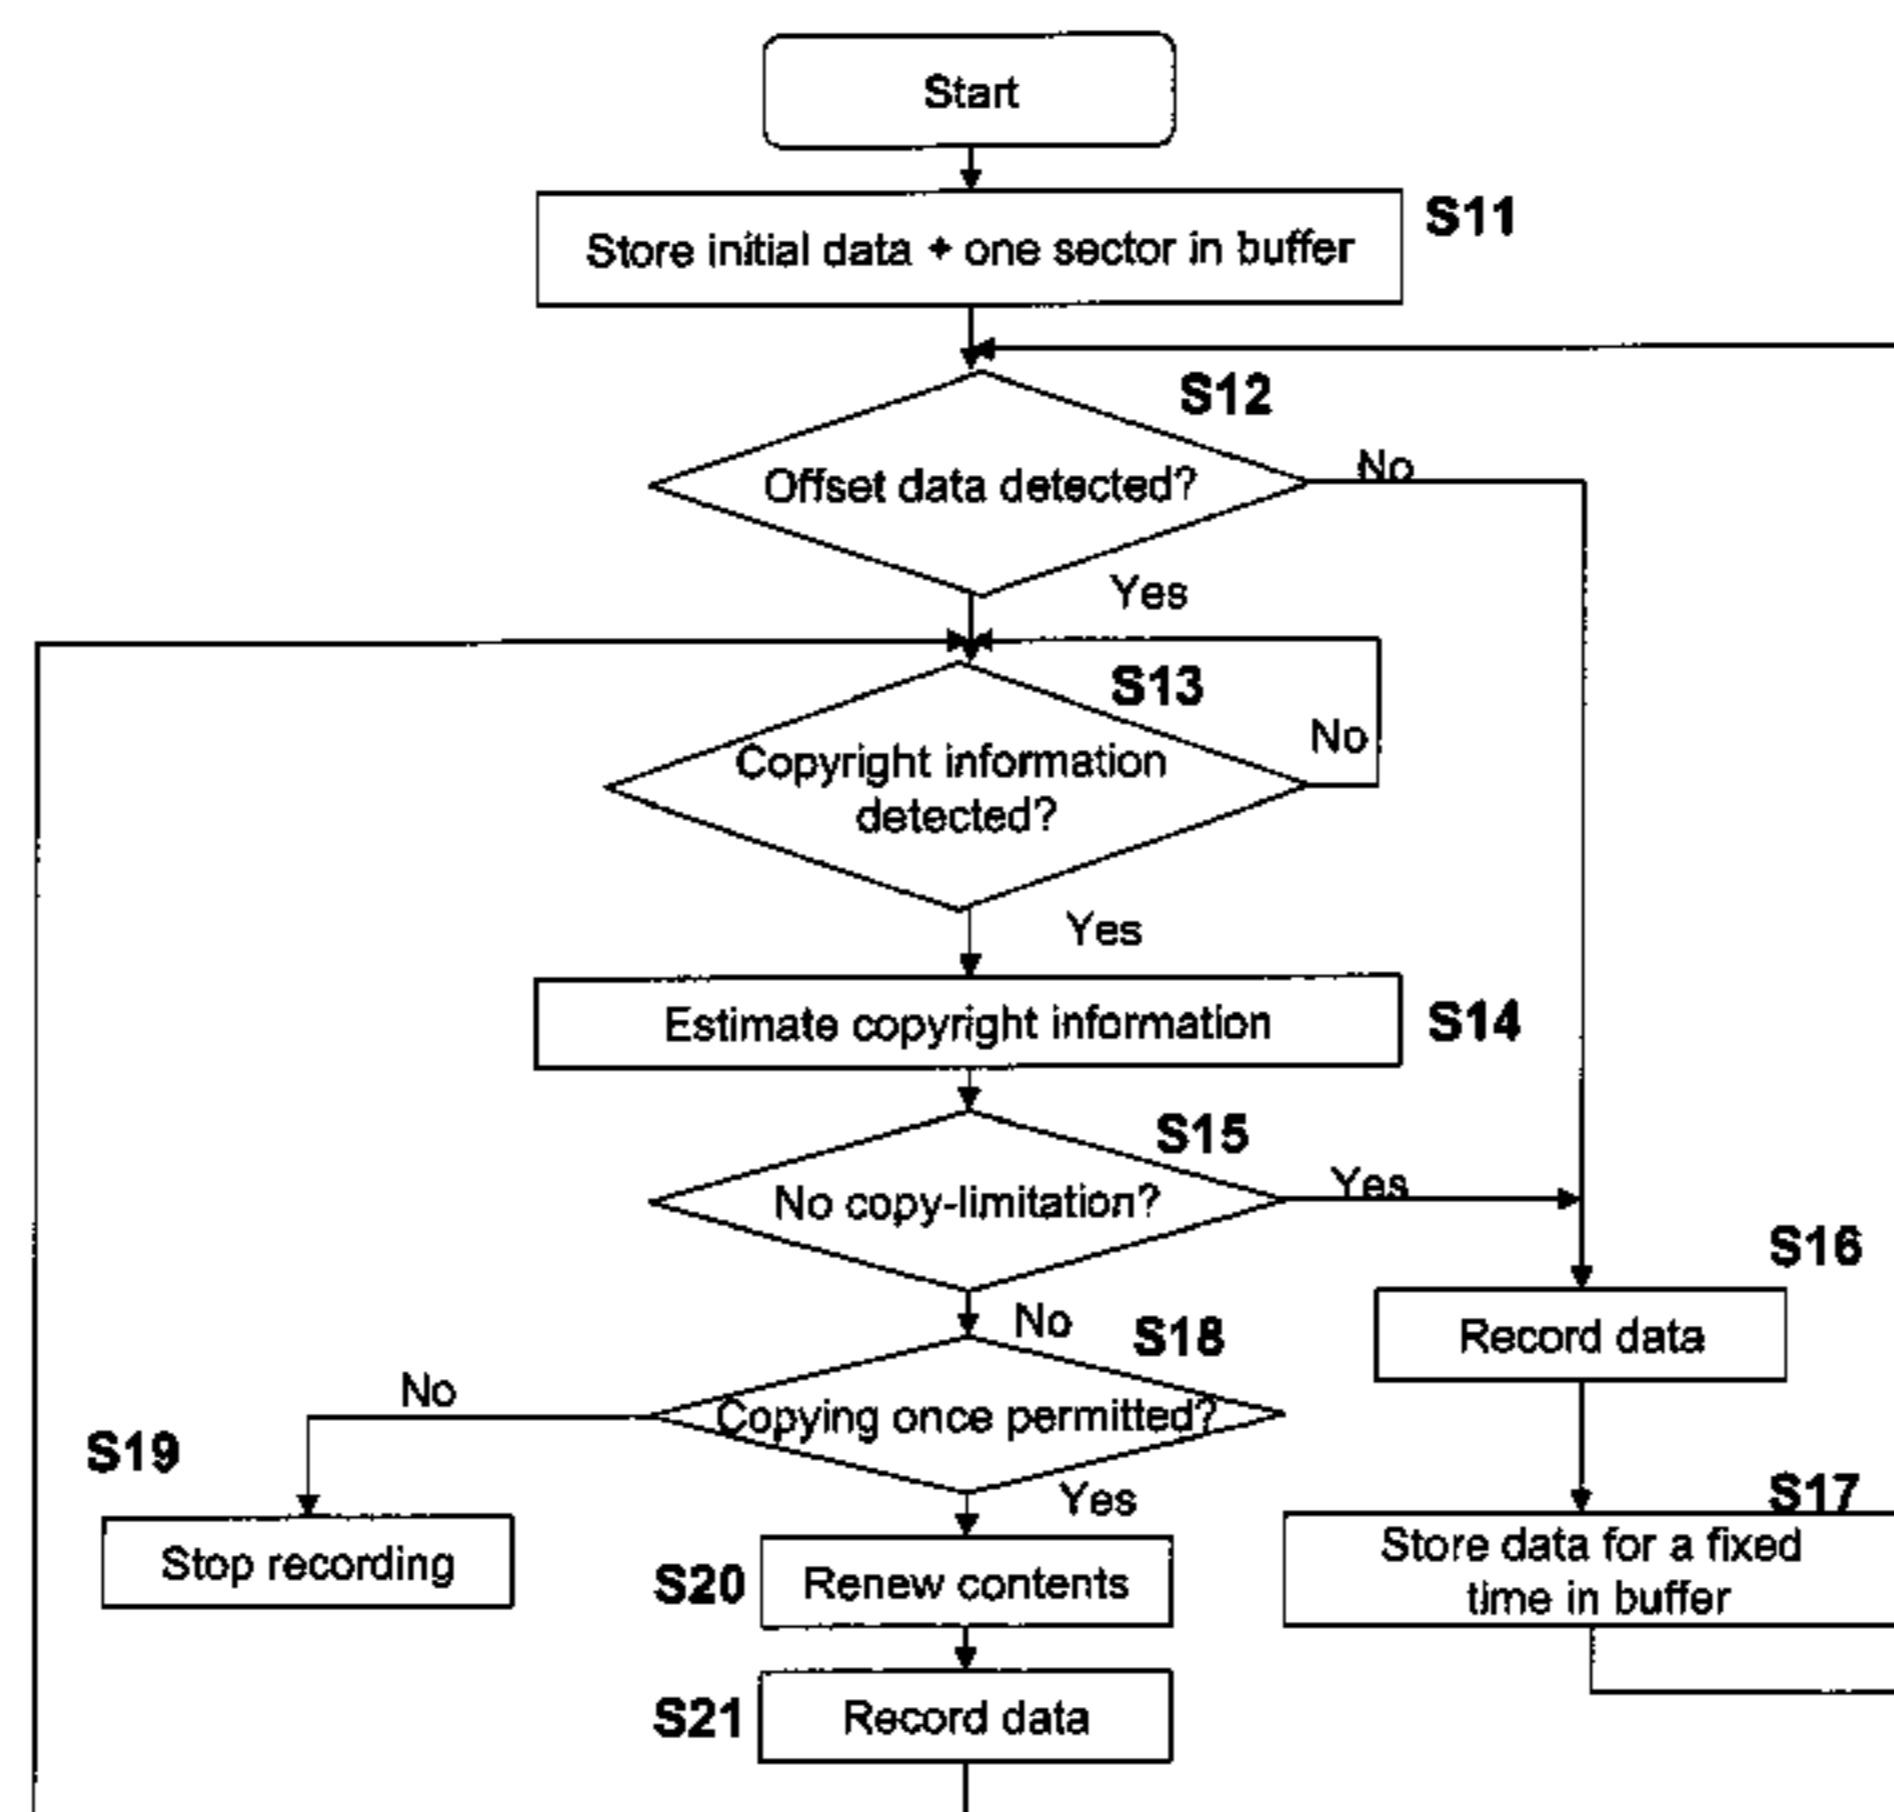 Start
S11
Store initial data + one sector in buffer
S12
Offset data detected?
No
Yes
S13
Copyright information
detected?
No
Yes
Estimate copyright information
S14
S15
No copy-limitation?
Yes
S16
Record data
No
S18
Copying once permitted?
No
S19
Stop recording
Yes
S17
Store data for a fixed
time in buffer
S20
Renew contents
S21
Record data